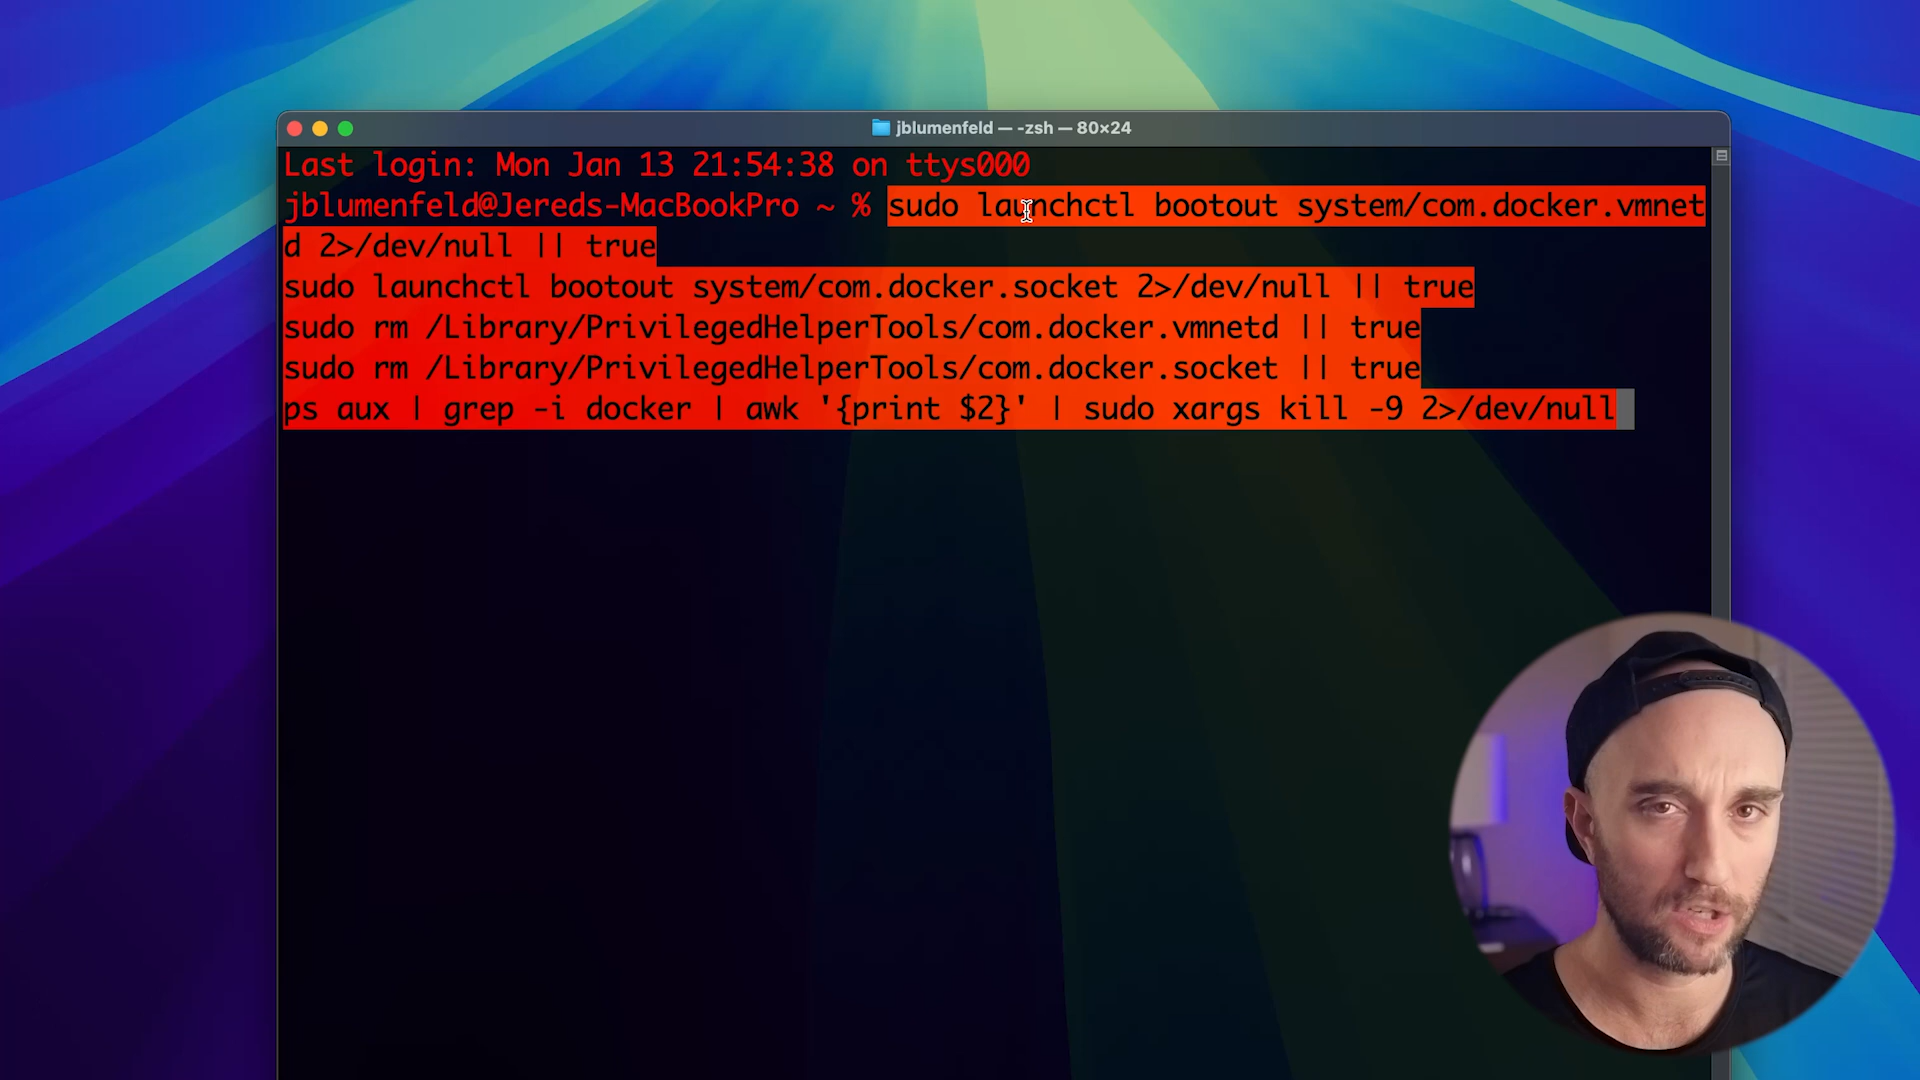 jblumenfeld — -zsh — 80×24
Last login: Mon Jan 13 21:54:38 on ttys000
jblumenfeld@Jereds-MacBookPro ~ % sudo launchctl bootout system/com.docker.vmnet
d 2>/dev/null || true
sudo launchctl bootout system/com.docker.socket 2>/dev/null || true
sudo rm /Library/PrivilegedHelperTools/com.docker.vmnetd || true
sudo rm /Library/PrivilegedHelperTools/com.docker.socket || true
ps aux | grep -i docker | awk '{print $2}' | sudo xargs kill -9 2>/dev/null